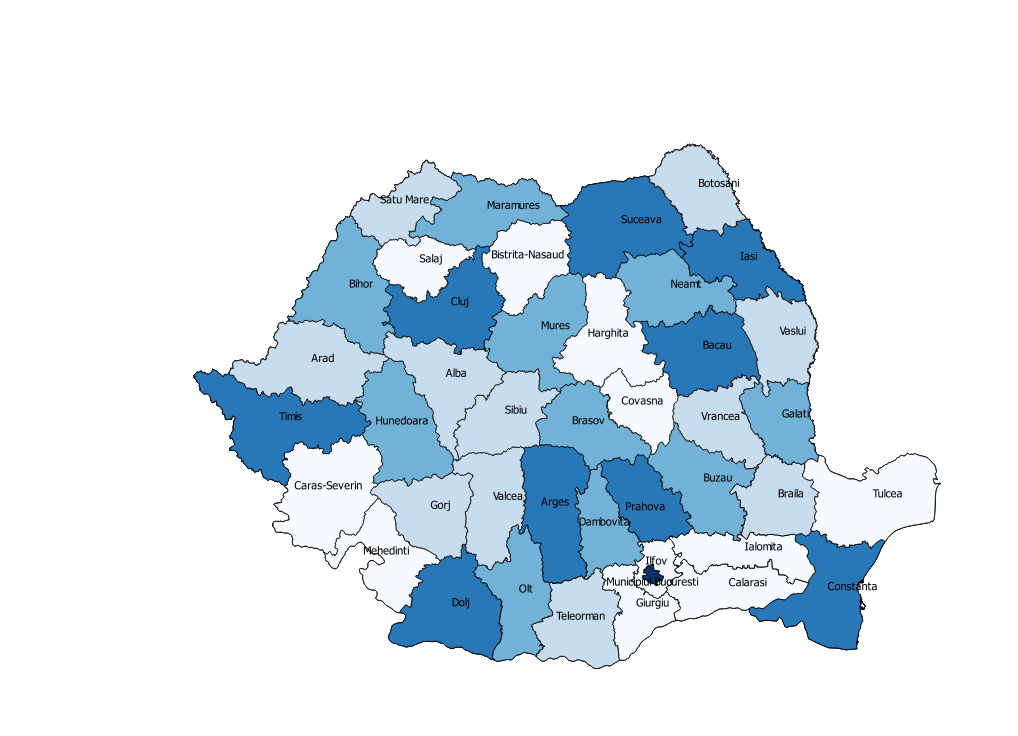 Botosani
Satu Mare
Maramures
Suceava
Iasi
Bistrita-Nasaud
Salaj
Bihor
Neamt
Cluj
Mures
Harghita
Vaslui
Bacau
Arad
Alba
Covasna
Sibiu
Galati
Timis
Vrancea
Hunedoara
Brasov
Buzau
Caras-Severin
Braila
Tulcea
Valcea
Arges
Gorj
Prahova
Dambovita
Ialomita
Mehedinti
Ilfov
Municipiul Bucuresti
Calarasi
Constanta
Olt
Dolj
Giurgiu
Teleorman